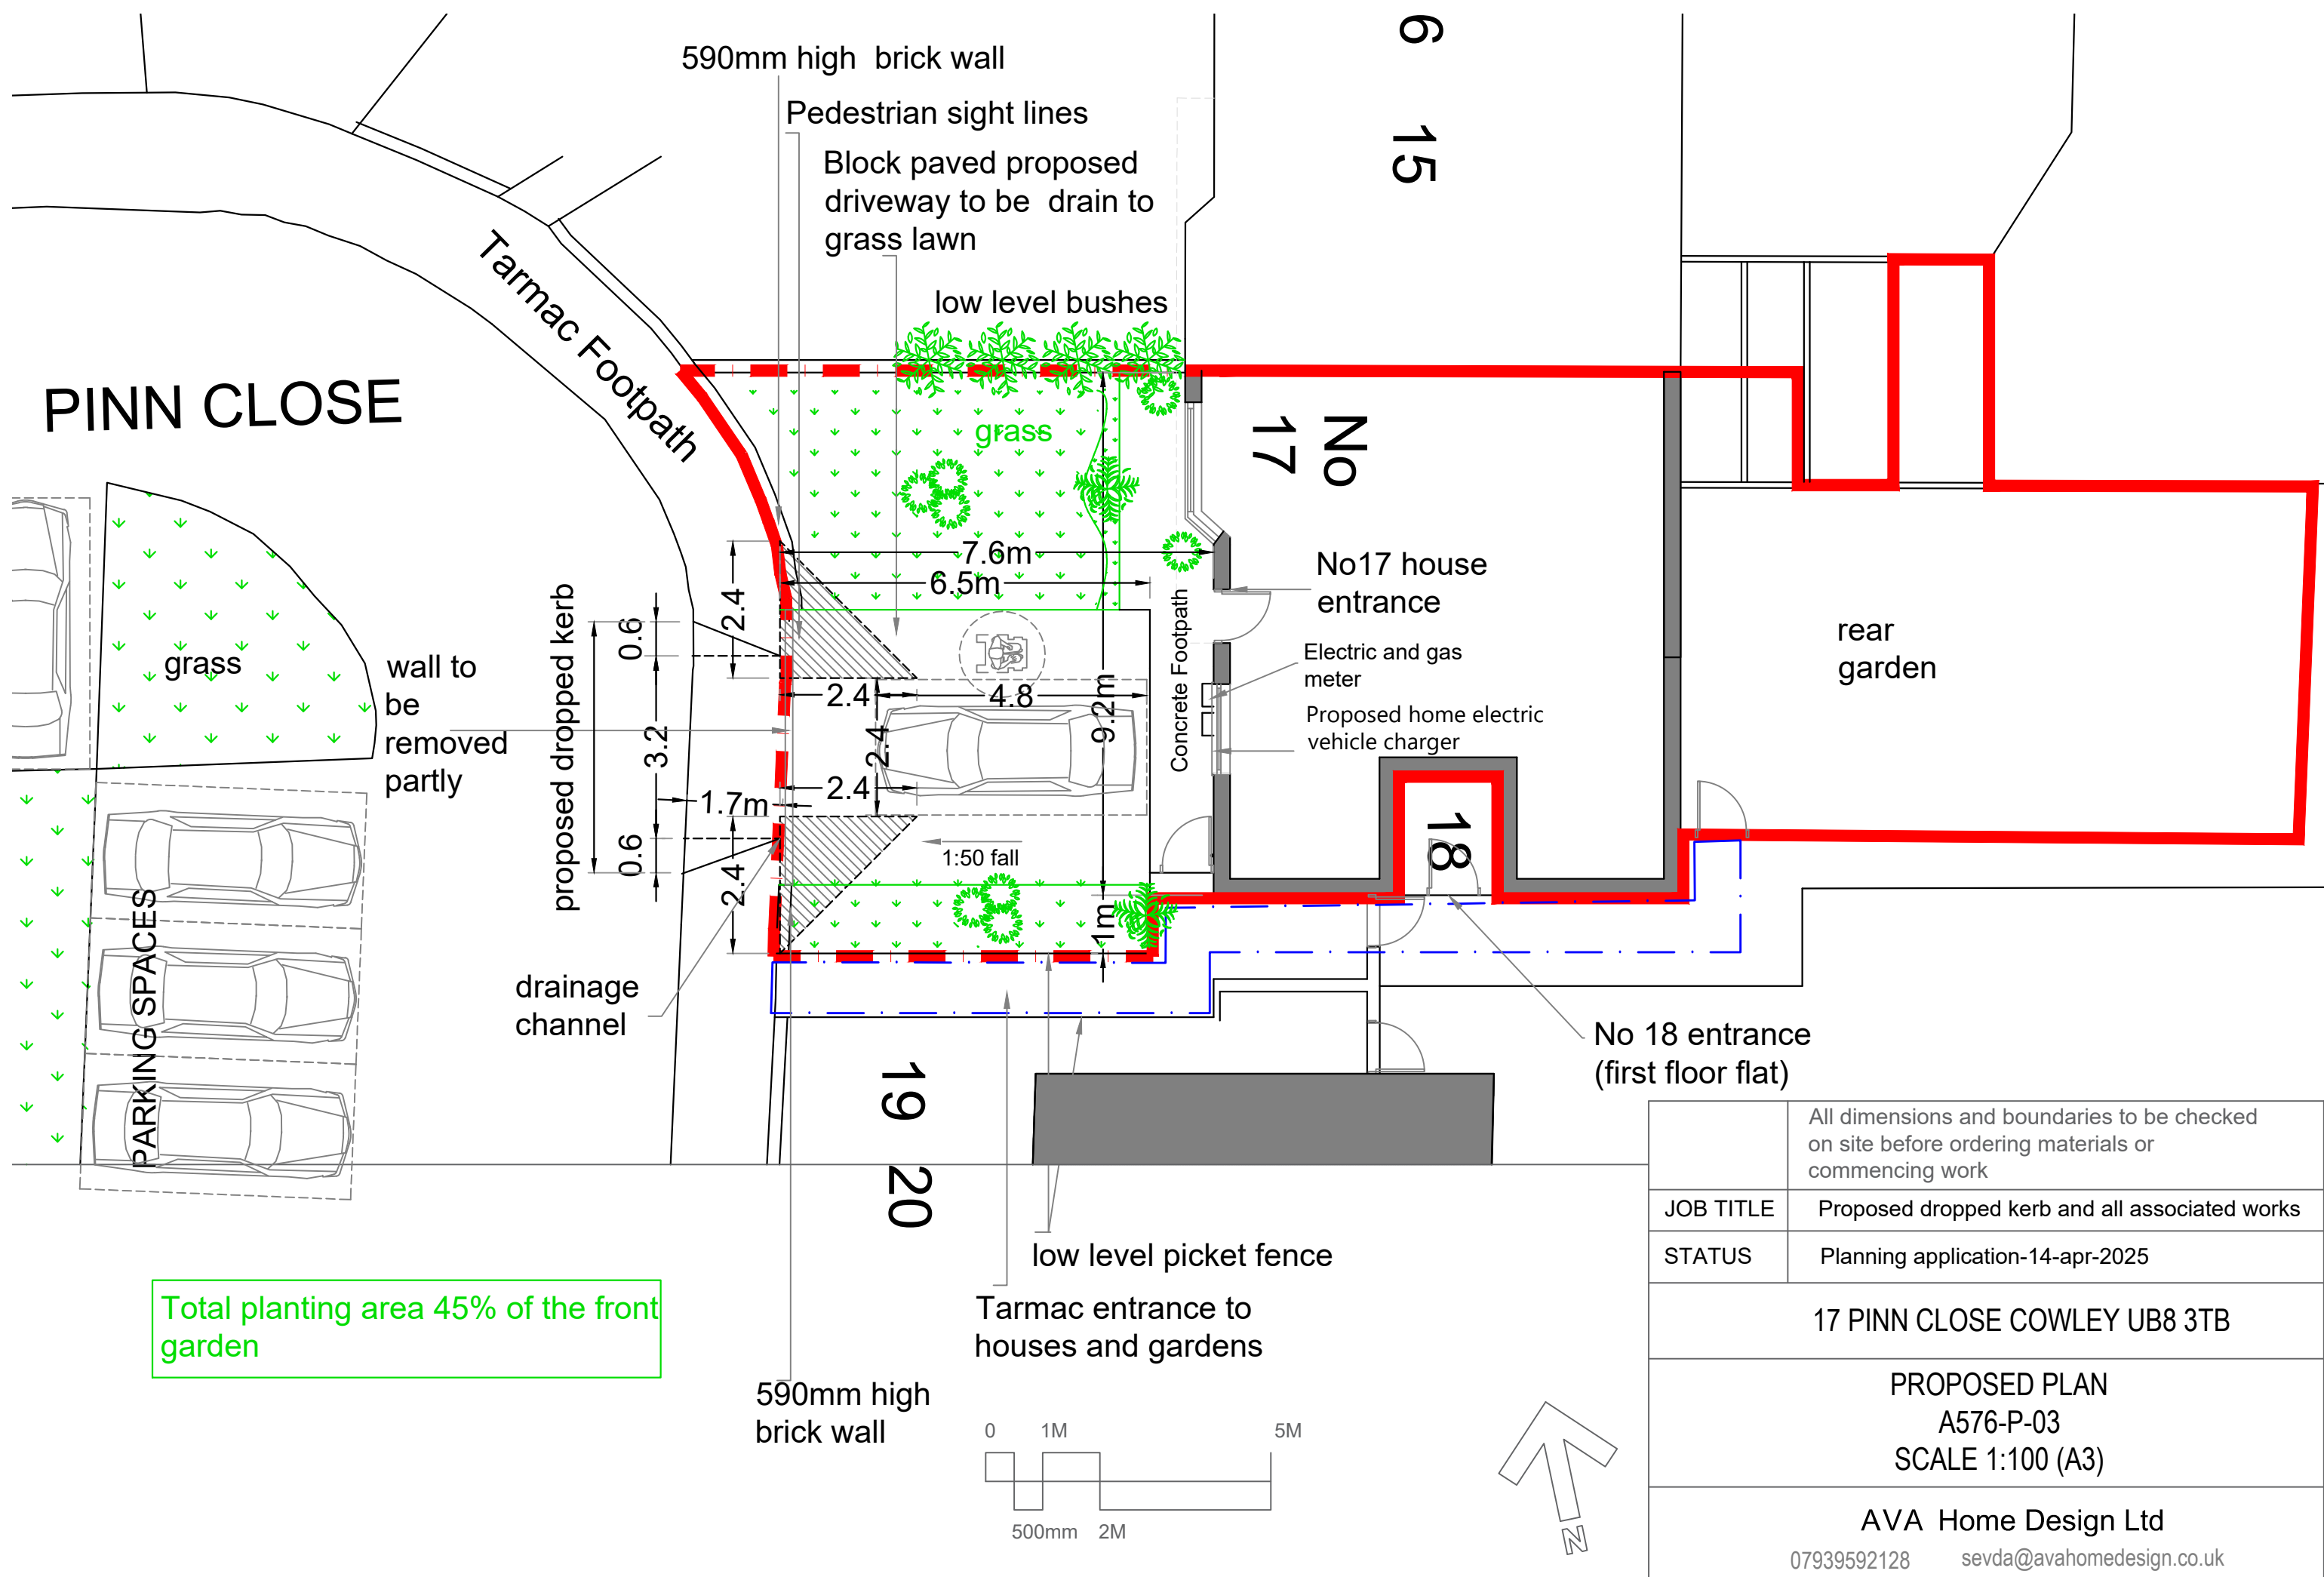 590mm high brick wall
Pedestrian sight lines
Block paved proposed
driveway to be drain to
grass lawn
low level bushes
6
15
Tarmac Footpath
PINN CLOSE
grass
No
17
7.6m
6.5m
No17 house
entrance
Electric and gas
meter
Proposed home electric
vehicle charger
Concrete Footpath
rear
garden
grass
wall to
be
removed
partly
proposed dropped kerb
0.6
3.2
0.6
2.4
2.4
2.4
2.4
2.4
4.8
9.2m
1.7m
1:50 fall
1m
18
PARKING SPACES
drainage
channel
No 18 entrance
(first floor flat)
19
20
low level picket fence
Tarmac entrance to
houses and gardens
590mm high
brick wall
Total planting area 45% of the front
garden
0 1M 5M
500mm 2M
N
All dimensions and boundaries to be checked
on site before ordering materials or
commencing work
JOB TITLE Proposed dropped kerb and all associated works
STATUS Planning application-14-apr-2025
17 PINN CLOSE COWLEY UB8 3TB
PROPOSED PLAN
A576-P-03
SCALE 1:100 (A3)
AVA Home Design Ltd
07939592128 sevda@avahomedesign.co.uk